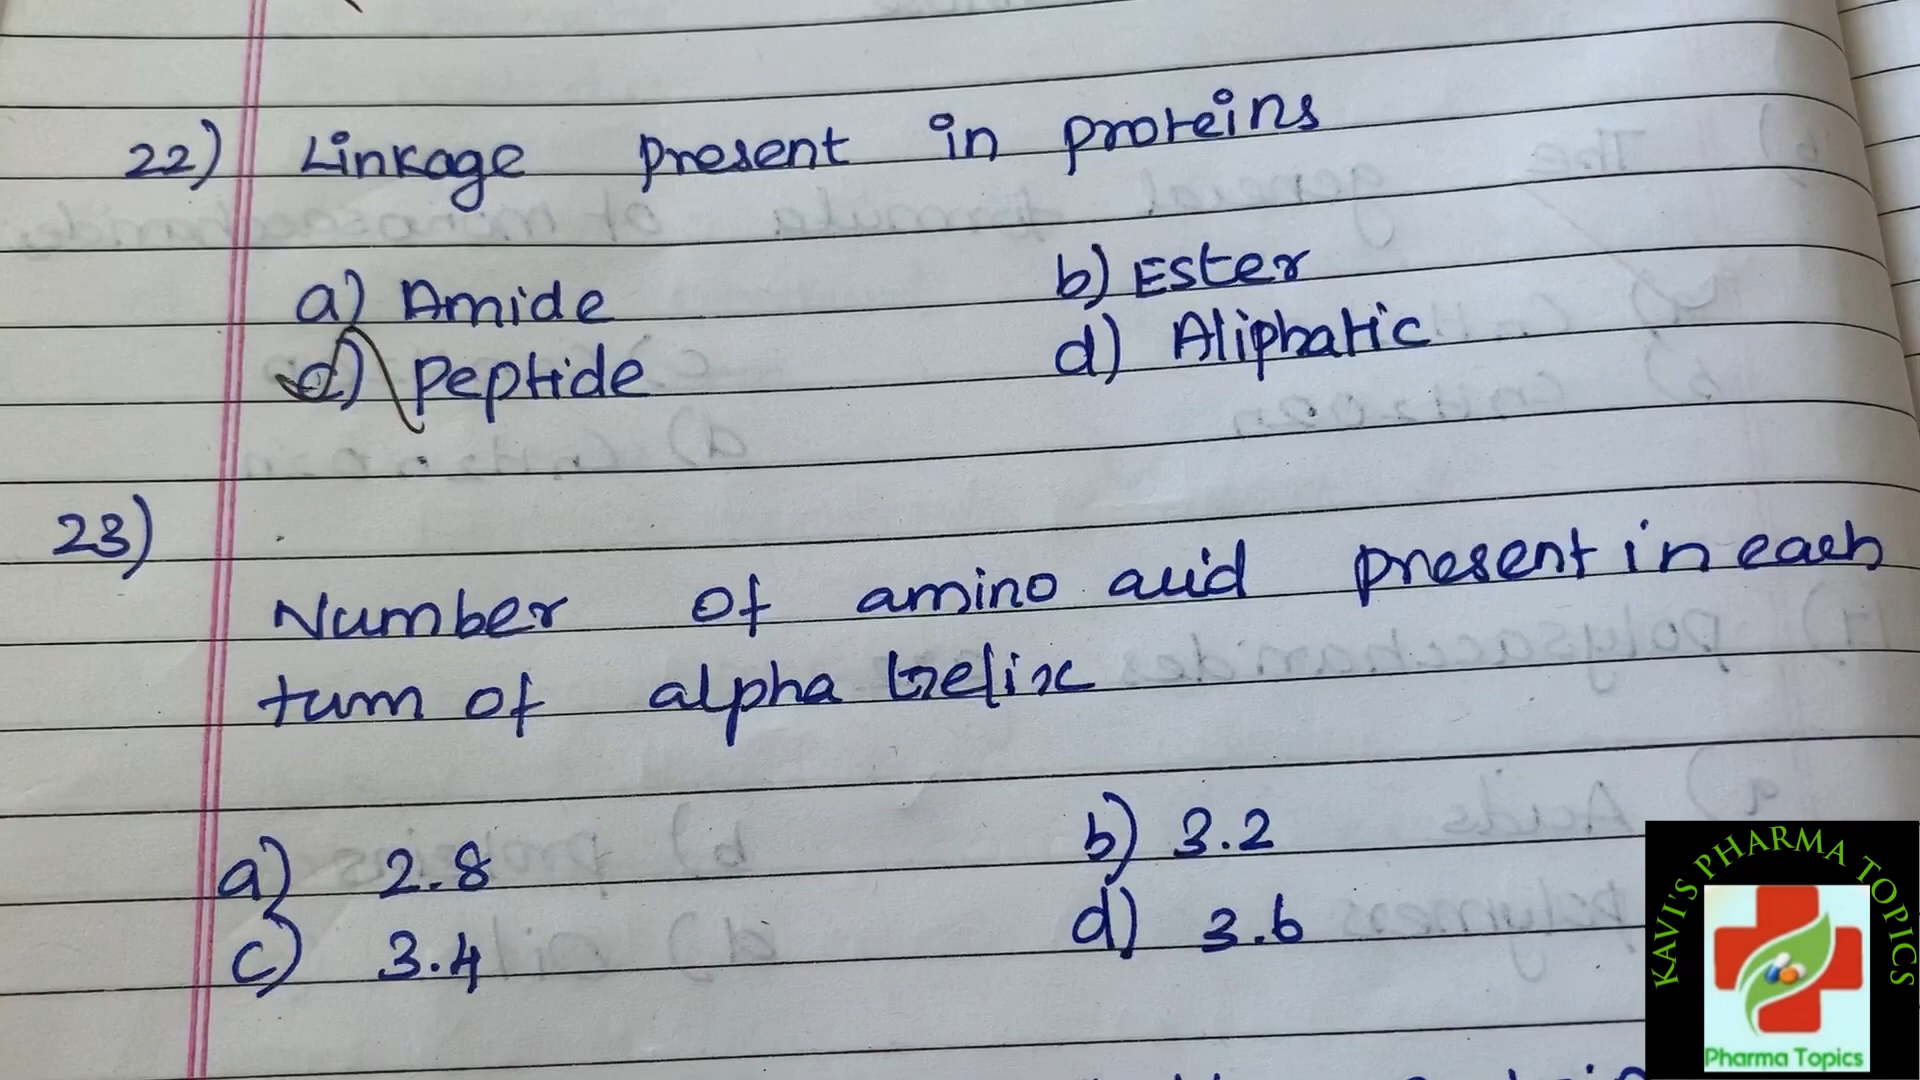 22) Linkage present in proteins
a) Amide b) Ester
c) Peptide d) Aliphatic
23)
Number of amino acid present in each
turn of alpha helix
a) 2.8 b) 3.2
c) 3.4 d) 3.6
KAVI'S PHARMA TOPICS
Pharma Topics